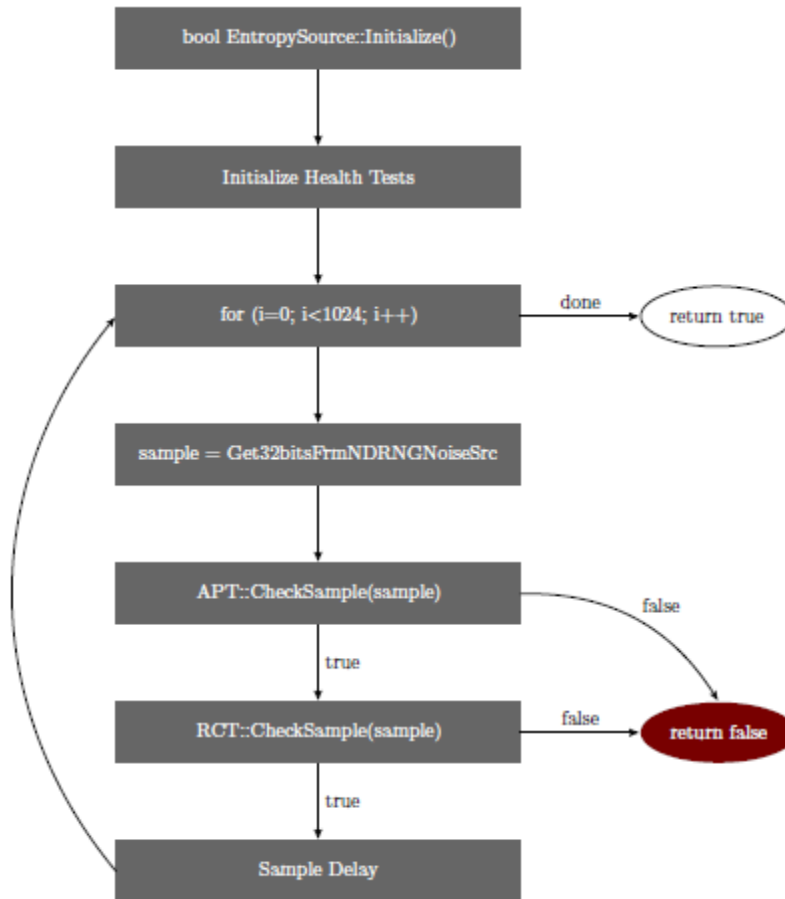 bool EntropySource::Initialize()
Initialize Health Tests
for (i=0; i<1024; i++)
done
return true
sample = Get32bitsFrmNDRNGNoiseSrc
APT::CheckSample(sample)
false
true
RCT::CheckSample(sample)
false
return false
true
Sample Delay